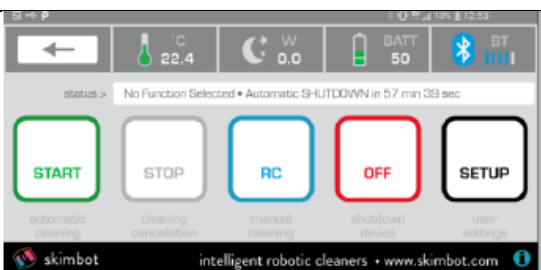 10% 12:53
°C W BATT BT
22.4 0.0 50
status > No Function Selected • Automatic SHUTDOWN in 57 min 39 sec
START STOP RC OFF SETUP
automatic cleaning manual shutdown user
cleaning cancellation cleaning device settings
skimbot intelligent robotic cleaners • www.skimbot.com i